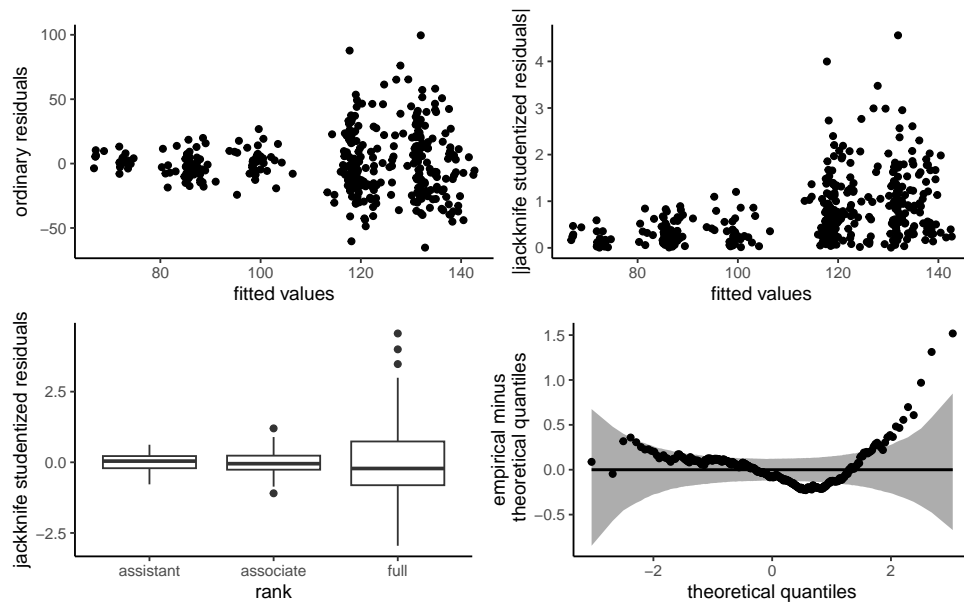 ordinary residuals
100
50
0
−50
80
100
120
140
fitted values
|jackknife studentized residuals|
5
4
3
2
1
0
80
100
120
140
fitted values
jackknife studentized residuals
2.5
0.0
−2.5
assistant
associate
full
rank
empirical minus
theoretical quantiles
1.5
1.0
0.5
0.0
−0.5
−2
0
2
theoretical quantiles